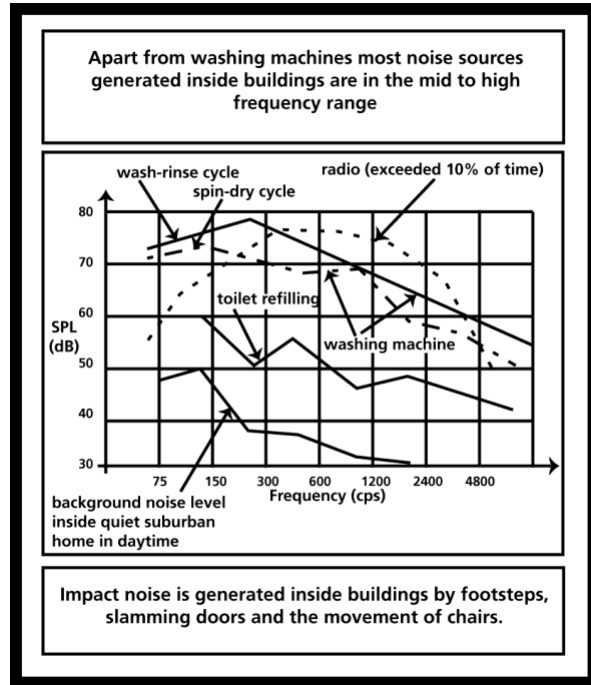 Apart from washing machines most noise sources
generated inside buildings are in the mid to high
frequency range
wash-rinse cycle
radio (exceeded 10% of time)
spin-dry cycle
80
70
toilet refilling
60
SPL
(dB)
washing machine
50
40
30
75 150 300 600 1200 2400 4800
Frequency (cps)
background noise level
inside quiet suburban
home in daytime
Impact noise is generated inside buildings by footsteps,
slamming doors and the movement of chairs.